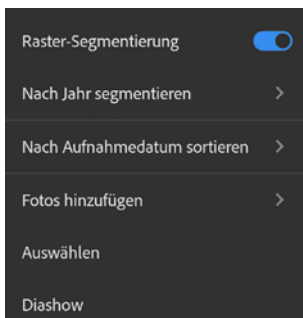 Raster-Segmentierung
Nach Jahr segmentieren
Nach Aufnahmedatum sortieren
Fotos hinzufügen
Auswählen
Diashow